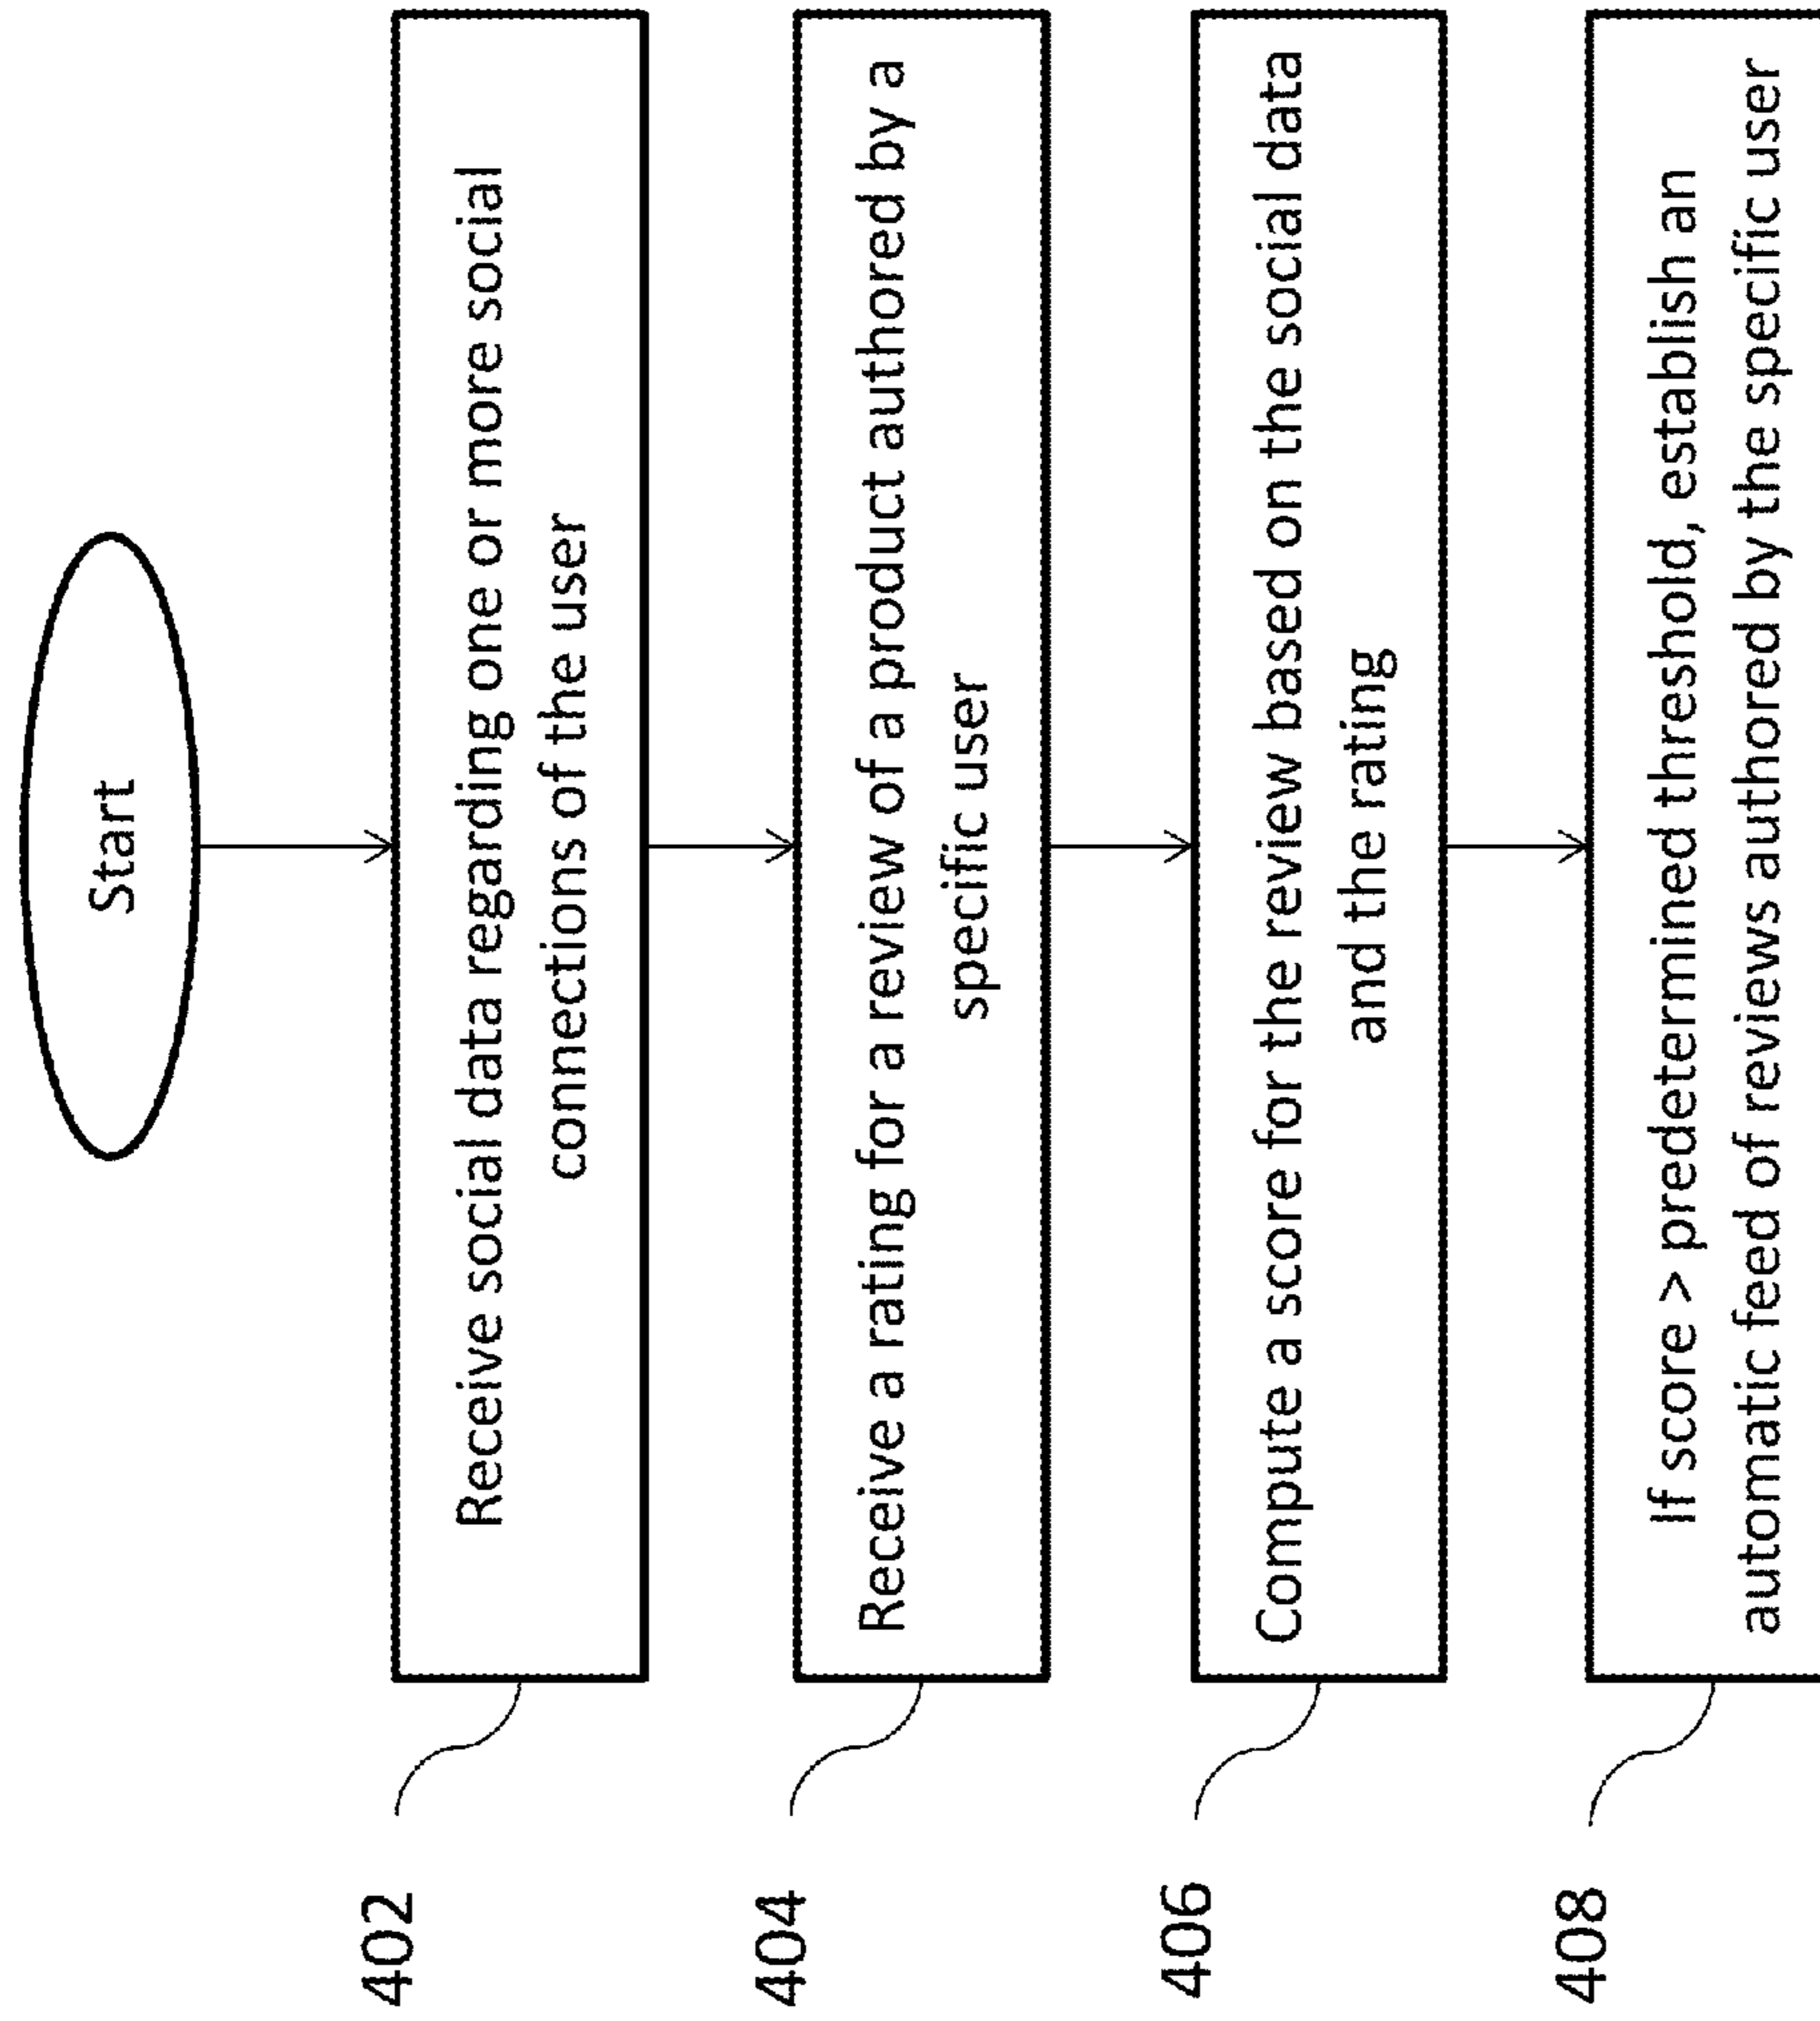 Start
402
Receive social data regarding one or more social
connections of the user
404
Receive a rating for a review of a product authored by a
specific user
406
Compute a score for the review based on the social data
and the rating
408
If score > predetermined threshold, establish an
automatic feed of reviews authored by the specific user